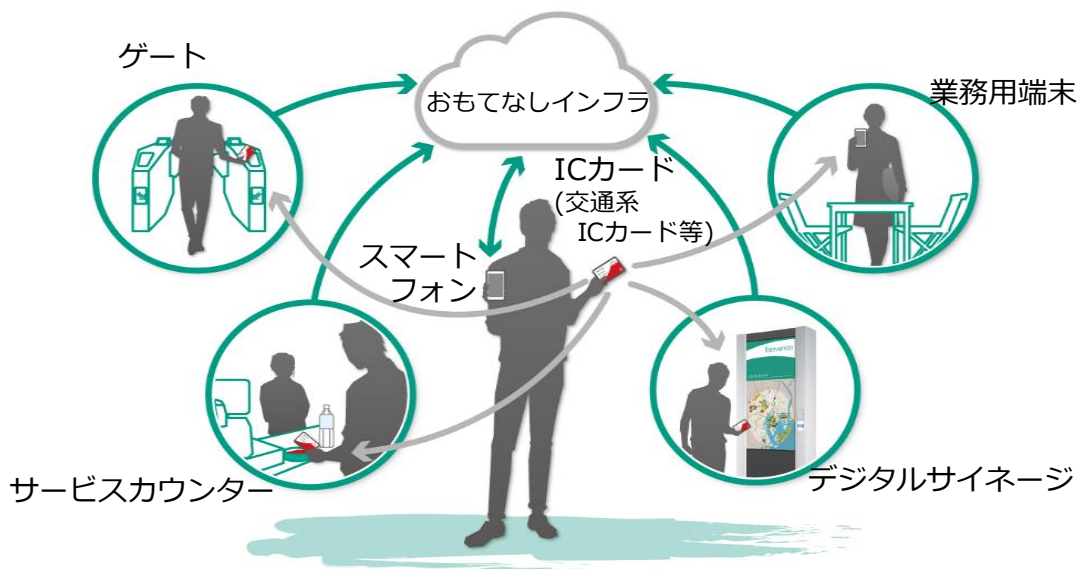 ゲート
おもてなしインフラ
業務用端末
ICカード
(交通系
ICカード等)
スマート
フォン
Bienvenido
サービスカウンター
デジタルサイネージ